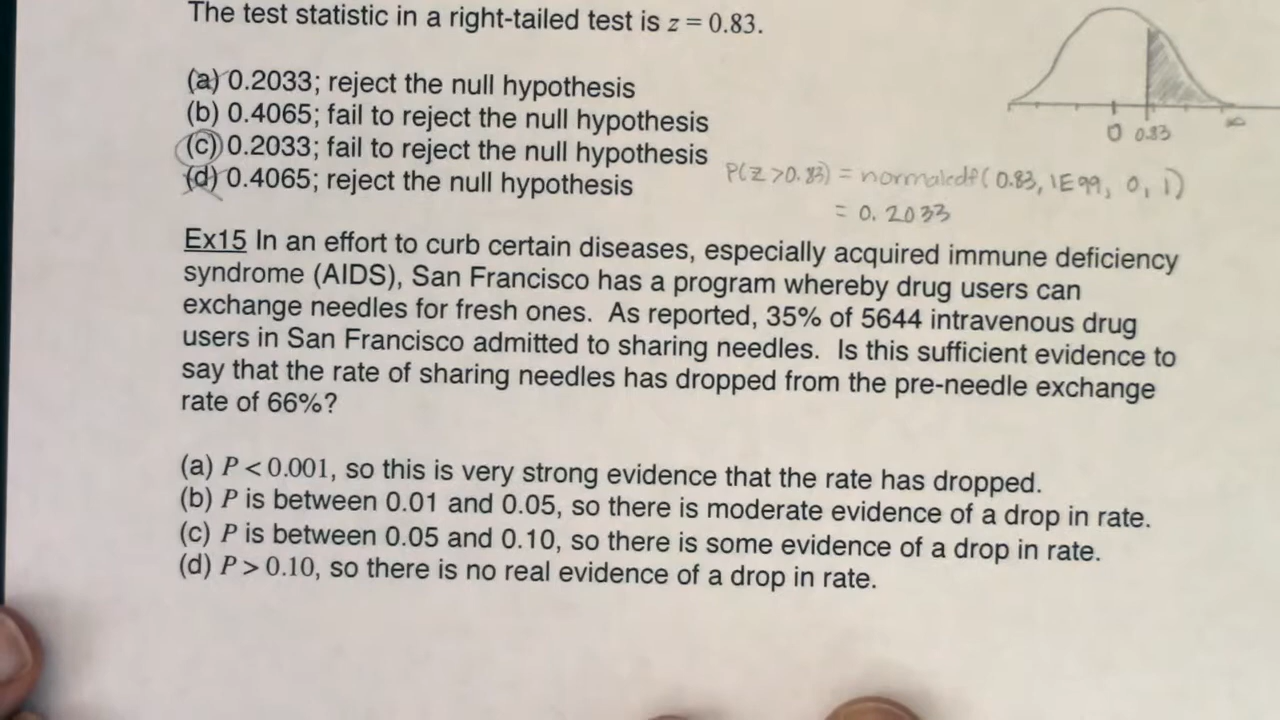 The test statistic in a right-tailed test is z = 0.83.
(a) 0.2033; reject the null hypothesis
(b) 0.4065; fail to reject the null hypothesis
(c) 0.2033; fail to reject the null hypothesis
(d) 0.4065; reject the null hypothesis
0 0.83 ∞
P(Z >0.83) = normalcdf(0.83, 1E99, 0, 1)
= 0.2033
Ex15 In an effort to curb certain diseases, especially acquired immune deficiency
syndrome (AIDS), San Francisco has a program whereby drug users can
exchange needles for fresh ones. As reported, 35% of 5644 intravenous drug
users in San Francisco admitted to sharing needles. Is this sufficient evidence to
say that the rate of sharing needles has dropped from the pre-needle exchange
rate of 66%?
(a) P < 0.001, so this is very strong evidence that the rate has dropped.
(b) P is between 0.01 and 0.05, so there is moderate evidence of a drop in rate.
(c) P is between 0.05 and 0.10, so there is some evidence of a drop in rate.
(d) P > 0.10, so there is no real evidence of a drop in rate.